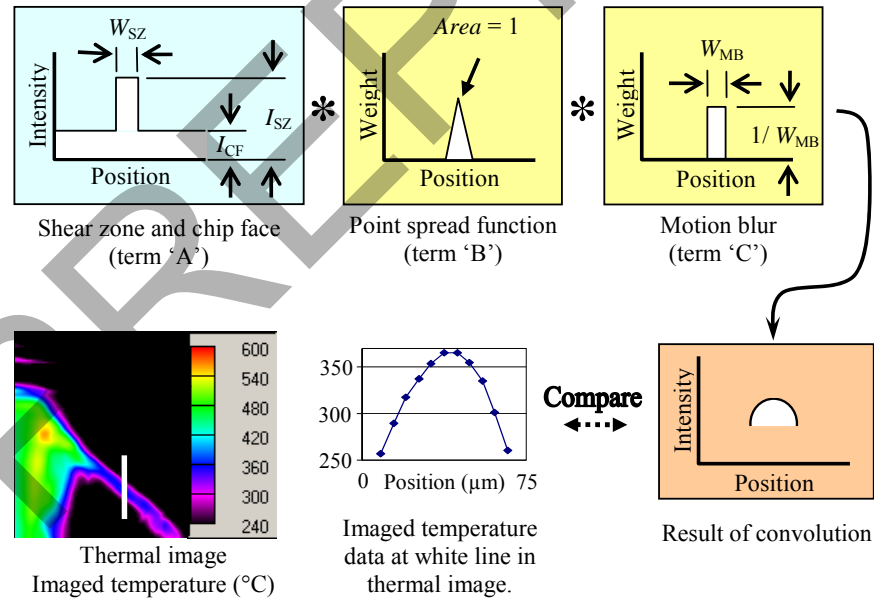 W_SZ
Intensity
I_SZ
I_CF
Position
Shear zone and chip face
(term ‘A’)
*
Area = 1
Weight
Position
Point spread function
(term ‘B’)
*
W_MB
Weight
1/ W_MB
Position
Motion blur
(term ‘C’)
600
540
480
420
360
300
240
Thermal image
Imaged temperature (°C)
350
300
250
0 Position (µm) 75
Imaged temperature
data at white line in
thermal image.
Compare
Intensity
Position
Result of convolution